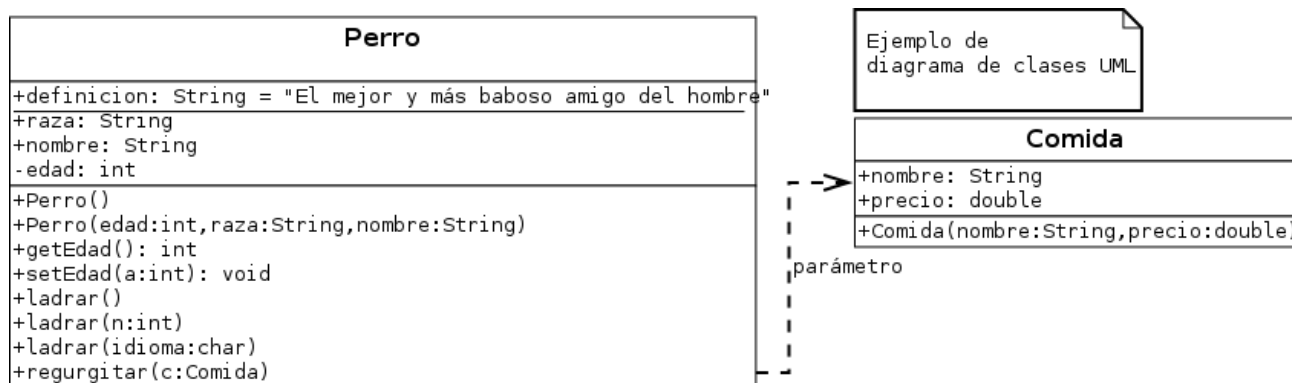 Perro
+definicion: String = "El mejor y más baboso amigo del hombre"
+raza: String
+nombre: String
-edad: int
+Perro()
+Perro(edad:int,raza:String,nombre:String)
+getEdad(): int
+setEdad(a:int): void
+ladrar()
+ladrar(n:int)
+ladrar(idioma:char)
+regurgitar(c:Comida)
parámetro
Ejemplo de
diagrama de clases UML
Comida
+nombre: String
+precio: double
+Comida(nombre:String,precio:double)